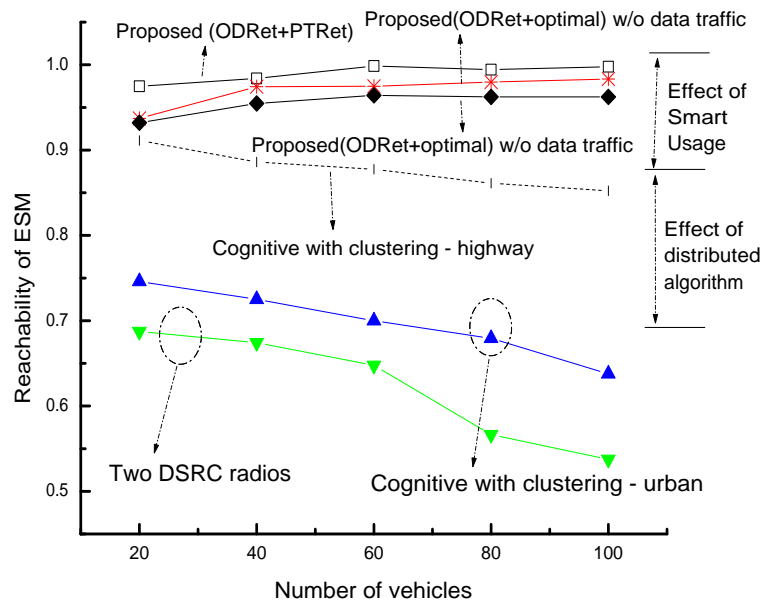 Proposed (ODRet+PTRet)
Proposed(ODRet+optimal) w/o data traffic
1.0
0.9
0.8
0.7
0.6
0.5
Reachability of ESM
Proposed(ODRet+optimal) w/o data traffic
Cognitive with clustering - highway
Two DSRC radios
Cognitive with clustering - urban
Effect of
Smart
Usage
Effect of
distributed
algorithm
20 40 60 80 100
Number of vehicles